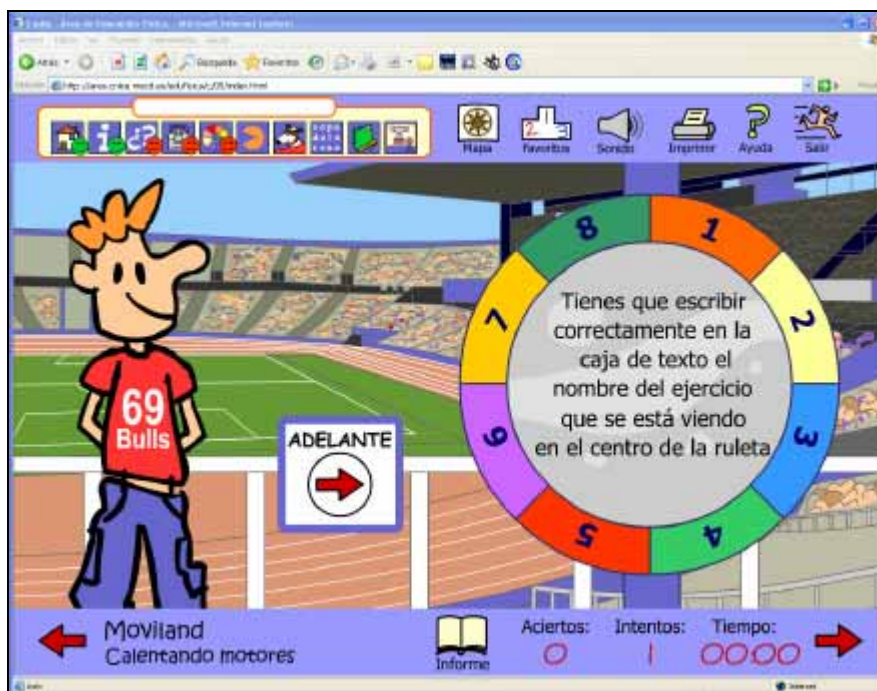 Mapa Favoritos Sonido Imprimir Ayuda Salir
8 1
7 2
6 3
5 4
Tienes que escribir
correctamente en la
caja de texto el
nombre del ejercicio
que se está viendo
en el centro de la ruleta
69
Bulls
ADELANTE
Moviland
Calentando motores
Informe
Aciertos: Intentos: Tiempo:
0 1 00:00